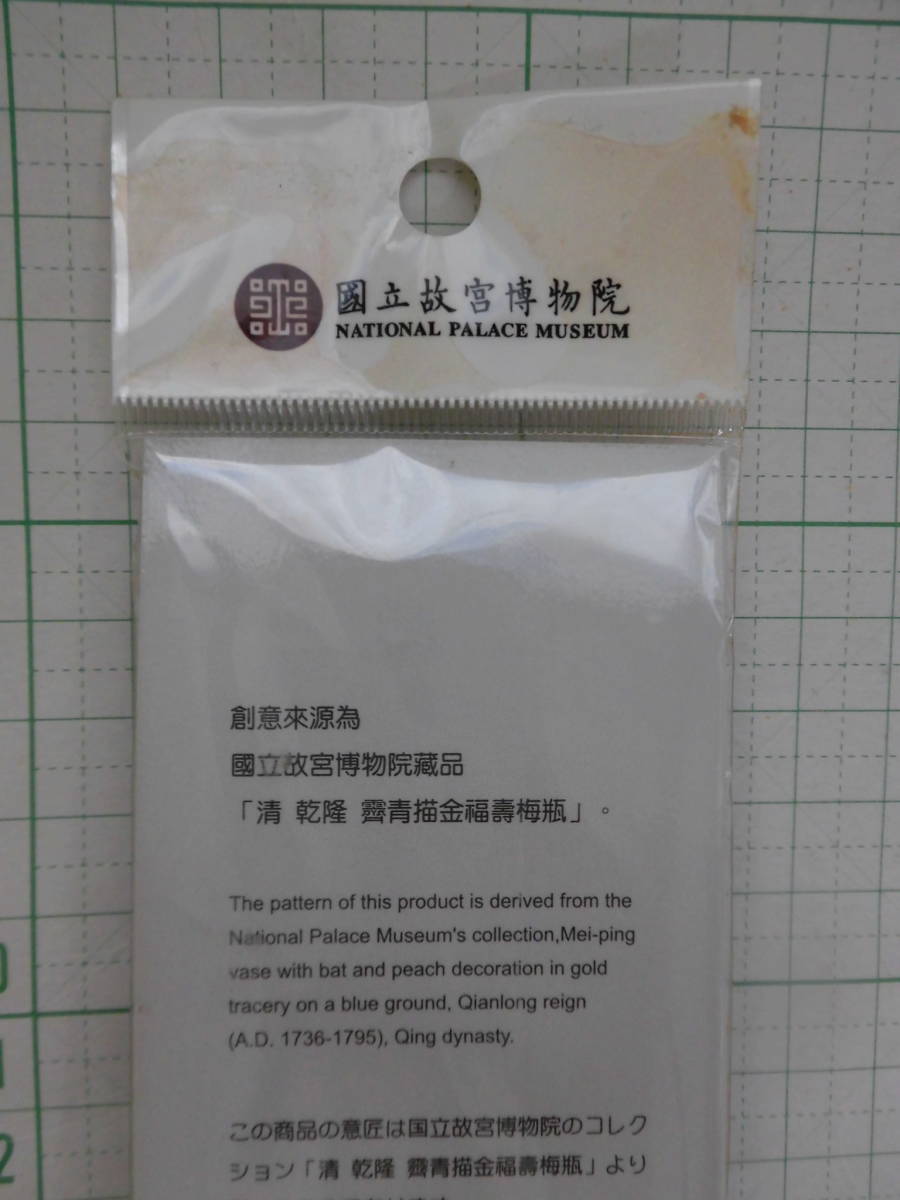 國立故宮博物院
NATIONAL PALACE MUSEUM
創意來源為
國立故宮博物院藏品
「清 乾隆 霽青描金福壽梅瓶」。
The pattern of this product is derived from the
National Palace Museum's collection,Mei-ping
vase with bat and peach decoration in gold
tracery on a blue ground, Qianlong reign
(A.D. 1736-1795), Qing dynasty.
この商品の意匠は国立故宮博物院のコレク
ション「清 乾隆 霽青描金福壽梅瓶」より
0
1
2